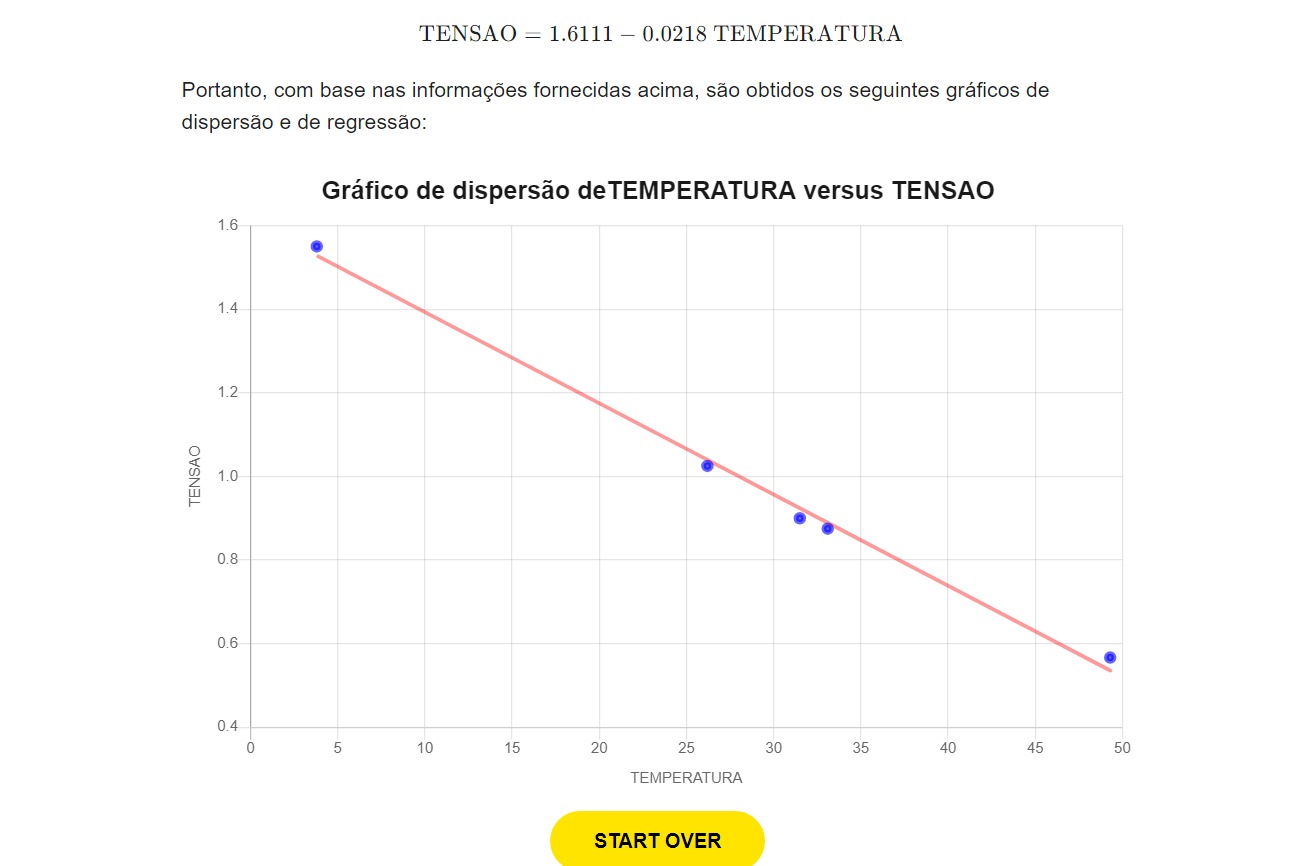 TENSAO = 1.6111 − 0.0218 TEMPERATURA
Portanto, com base nas informações fornecidas acima, são obtidos os seguintes gráficos de
dispersão e de regressão:
Gráfico de dispersão deTEMPERATURA versus TENSAO
1.6
1.4
1.2
1.0
0.8
0.6
0.4
TENSAO
0 5 10 15 20 25 30 35 40 45 50
TEMPERATURA
START OVER